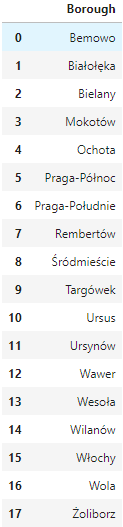 Borough
0 Bemowo
1 Białołęka
2 Bielany
3 Mokotów
4 Ochota
5 Praga-Północ
6 Praga-Południe
7 Rembertów
8 Śródmieście
9 Targówek
10 Ursus
11 Ursynów
12 Wawer
13 Wesoła
14 Wilanów
15 Włochy
16 Wola
17 Żoliborz